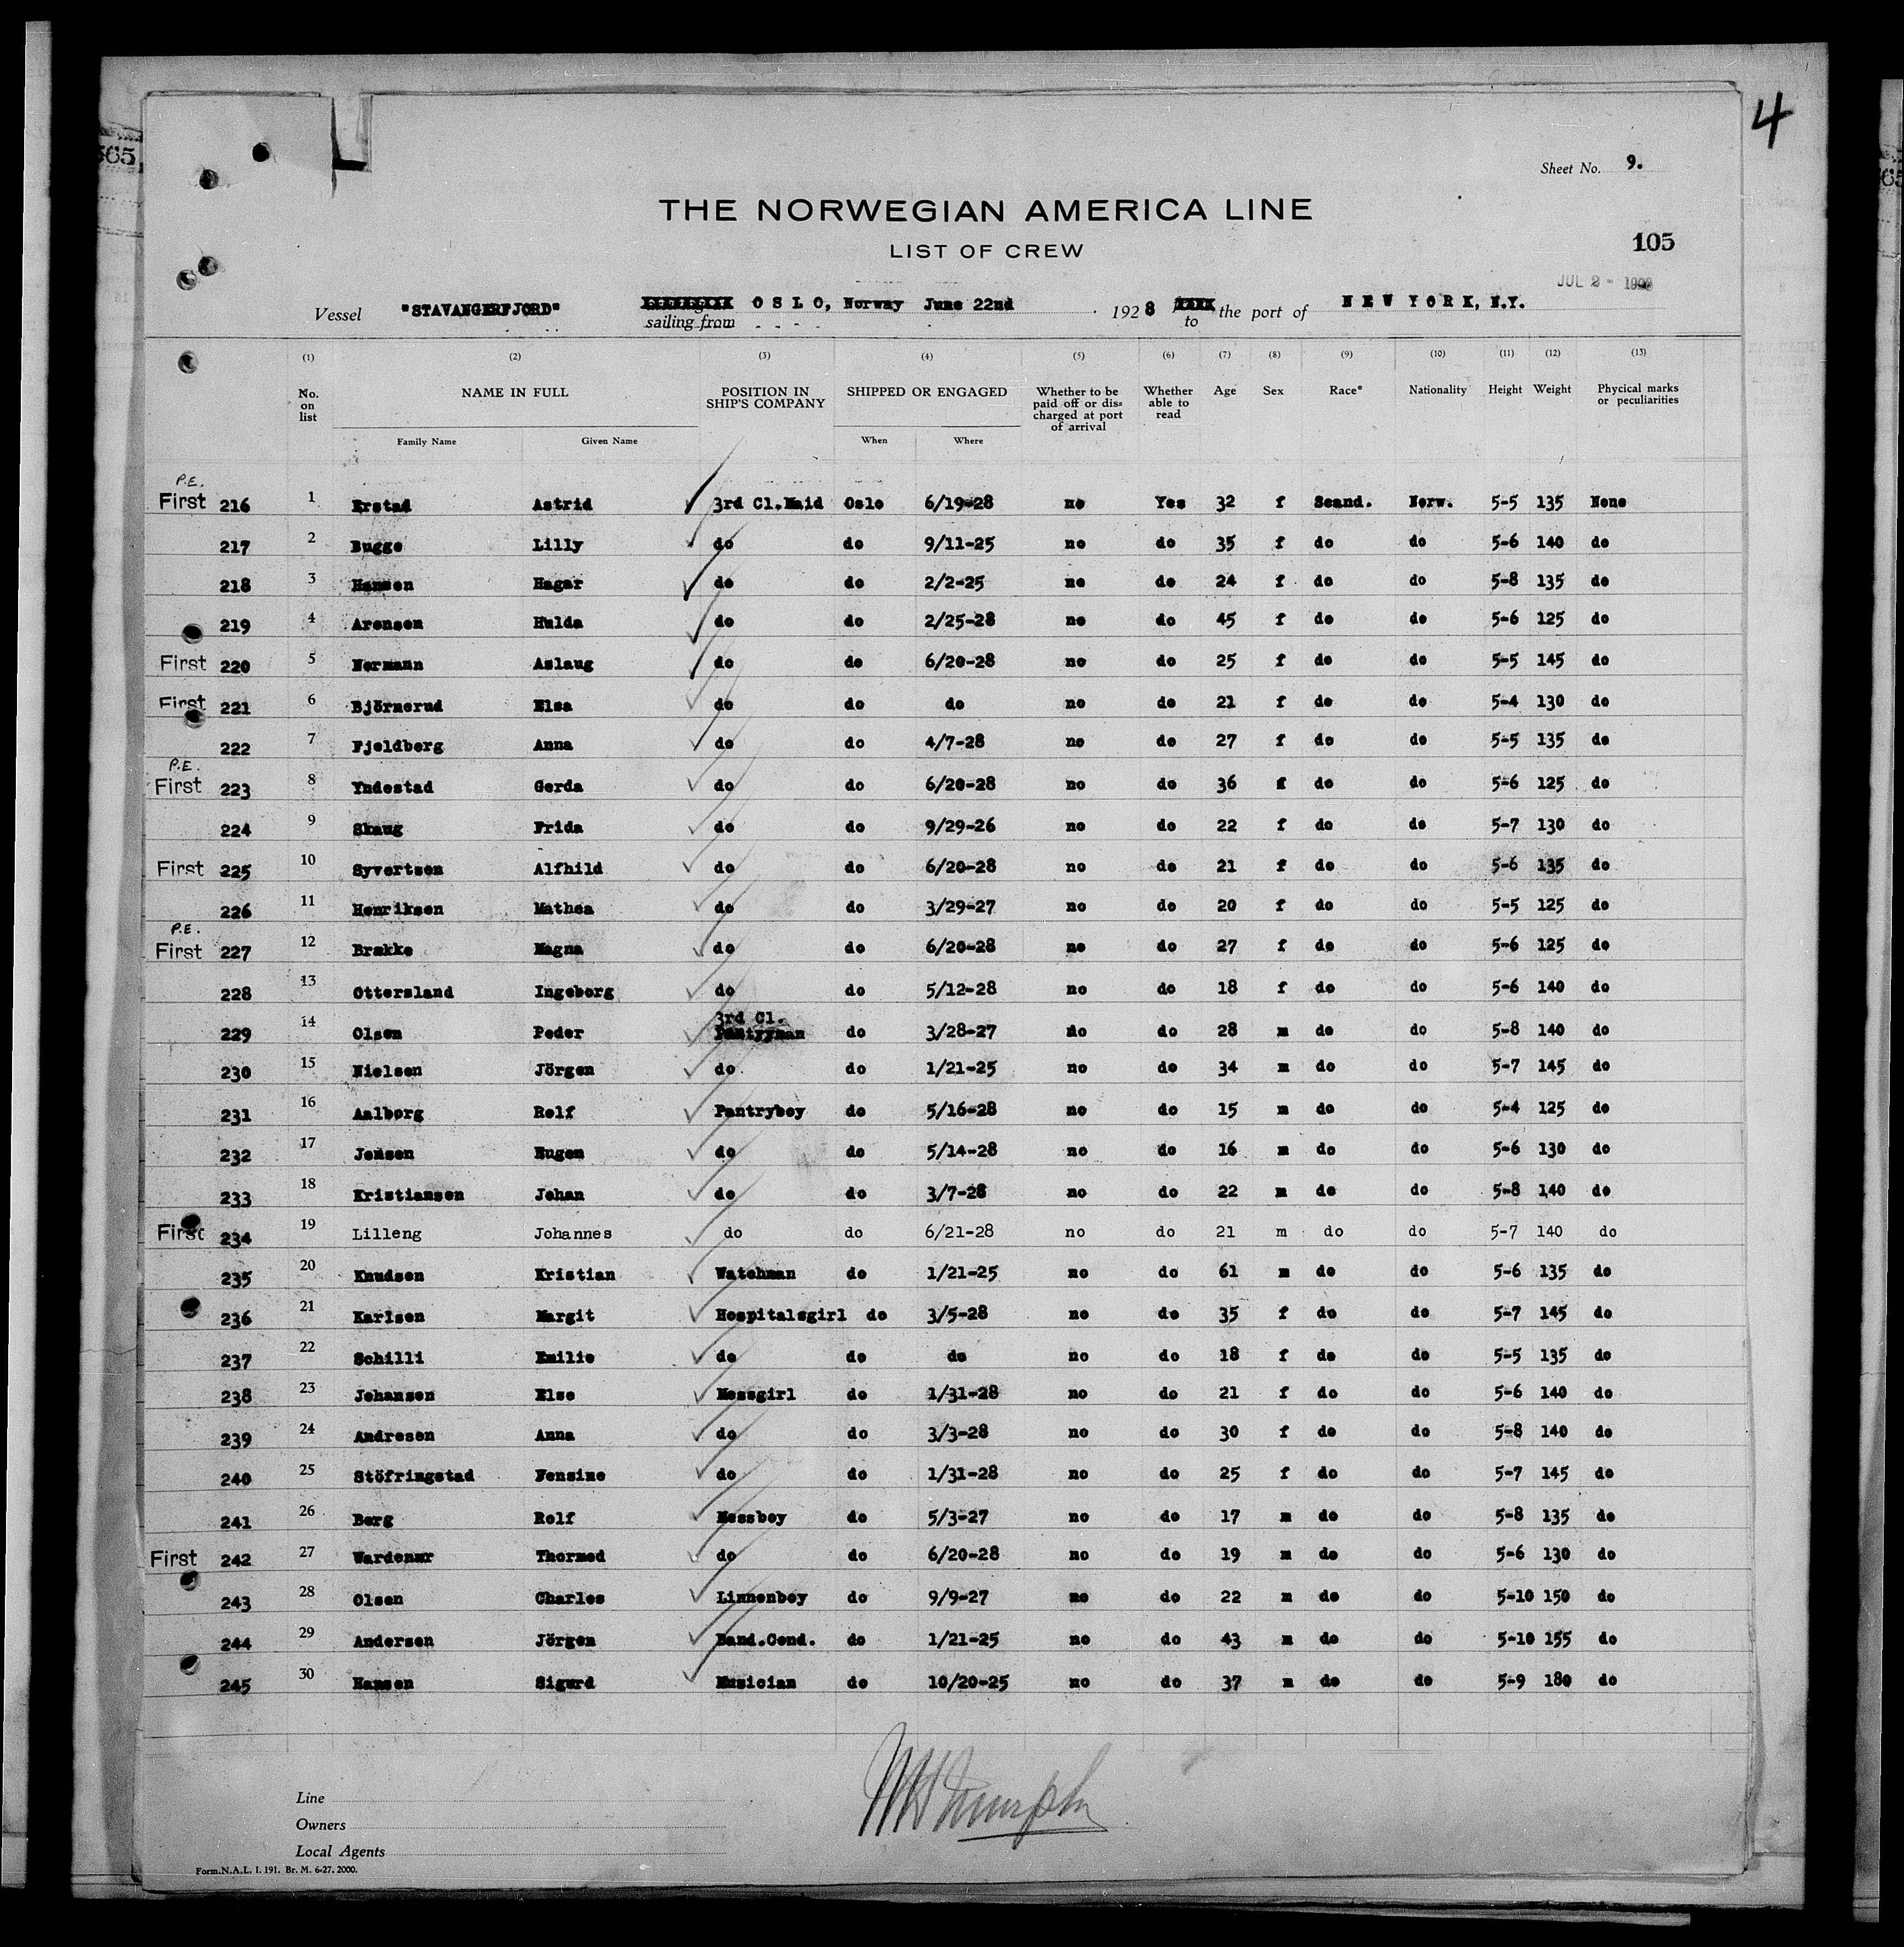 4
565
Sheet No. 9.
THE NORWEGIAN AMERICA LINE
LIST OF CREW
105
JUL 2 -
Vessel "STAVANGERFJORD" sailing from OSLO, Norway June 22nd 1928 to the port of NEW YORK, N.Y.
(1) (2) (3) (4) (5) (6) (7) (8) (9) (10) (11) (12) (13)
No. on list NAME IN FULL POSITION IN SHIP'S COMPANY SHIPPED OR ENGAGED Whether to be paid off or dis=charged at port of arrival Whether able to read Age Sex Race* Nationality Height Weight Phycical marks or peculiarities
Family Name Given Name When Where
P.E.
First 216 1 Erstad Astrid 3rd Cl.Maid Oslo 6/19-28 no Yes 32 f Scand. Norw. 5-5 135 None
217 2 Bugge Lilly do do 9/11-25 no do 35 f do do 5-6 140 do
218 3 Hansen Hagar do do 2/2-25 no do 24 f do do 5-8 135 do
219 4 Arensen Hulda do do 2/25-28 no do 45 f do do 5-6 125 do
First 220 5 Normann Aslaug do do 6/20-28 no do 25 f do do 5-5 145 do
First 221 6 Björnerud Elsa do do do no do 21 f do do 5-4 130 do
222 7 Fjeldberg Anna do do 4/7-28 no do 27 f do do 5-5 135 do
P.E.
First 223 8 Yndestad Gerda do do 6/20-28 no do 36 f do do 5-6 125 do
224 9 Skaug Frida do do 9/29-26 no do 22 f do do 5-7 130 do
First 225 10 Syvertsen Alfhild do do 6/20-28 no do 21 f do do 5-6 135 do
226 11 Henriksen Mathea do do 3/29-27 no do 20 f do do 5-5 125 do
P.E.
First 227 12 Brekke Magna do do 6/20-28 no do 27 f do do 5-6 125 do
228 13 Ottersland Ingeborg do do 5/12-28 no do 18 f do do 5-6 140 do
3rd Cl.
229 14 Olsen Peder Pantryman do 3/28-27 no do 28 m do do 5-8 140 do
230 15 Nielsen Jörgen do do 1/21-25 no do 34 m do do 5-7 145 do
231 16 Aalborg Rolf Pantryboy do 5/16-28 no do 15 m do do 5-4 125 do
232 17 Jensen Eugen do do 5/14-28 no do 16 m do do 5-6 130 do
233 18 Kristiansen Johan do do 3/7-28 no do 22 m do do 5-8 140 do
First 234 19 Lilleng Johannes do do 6/21-28 no do 21 m do do 5-7 140 do
235 20 Knudsen Kristian Watchman do 1/21-25 no do 61 m do do 5-6 135 do
236 21 Karlsen Margit Hospitalsgirl do 3/5-28 no do 35 f do do 5-7 145 do
237 22 Schilli Emilie do do do no do 18 f do do 5-5 135 do
238 23 Johansen Else Messgirl do 1/31-28 no do 21 f do do 5-6 140 do
239 24 Andresen Anna do do 3/3-28 no do 30 f do do 5-8 140 do
240 25 Stöfringstad Fensine do do 1/31-28 no do 25 f do do 5-7 145 do
241 26 Berg Rolf Messboy do 5/3-27 no do 17 m do do 5-8 135 do
First 242 27 Wardenær Thormod do do 6/20-28 no do 19 m do do 5-6 130 do
243 28 Olsen Charles Linnenboy do 9/9-27 no do 22 m do do 5-10 150 do
244 29 Andersen Jörgen Band.Cond. do 1/21-25 no do 43 m do do 5-10 155 do
245 30 Hansen Sigurd Musician do 10/20-25 no do 37 m do do 5-9 180 do
Line
Owners
Local Agents
Form.N.A.L. I. 191. Br. M. 6-27. 2000.